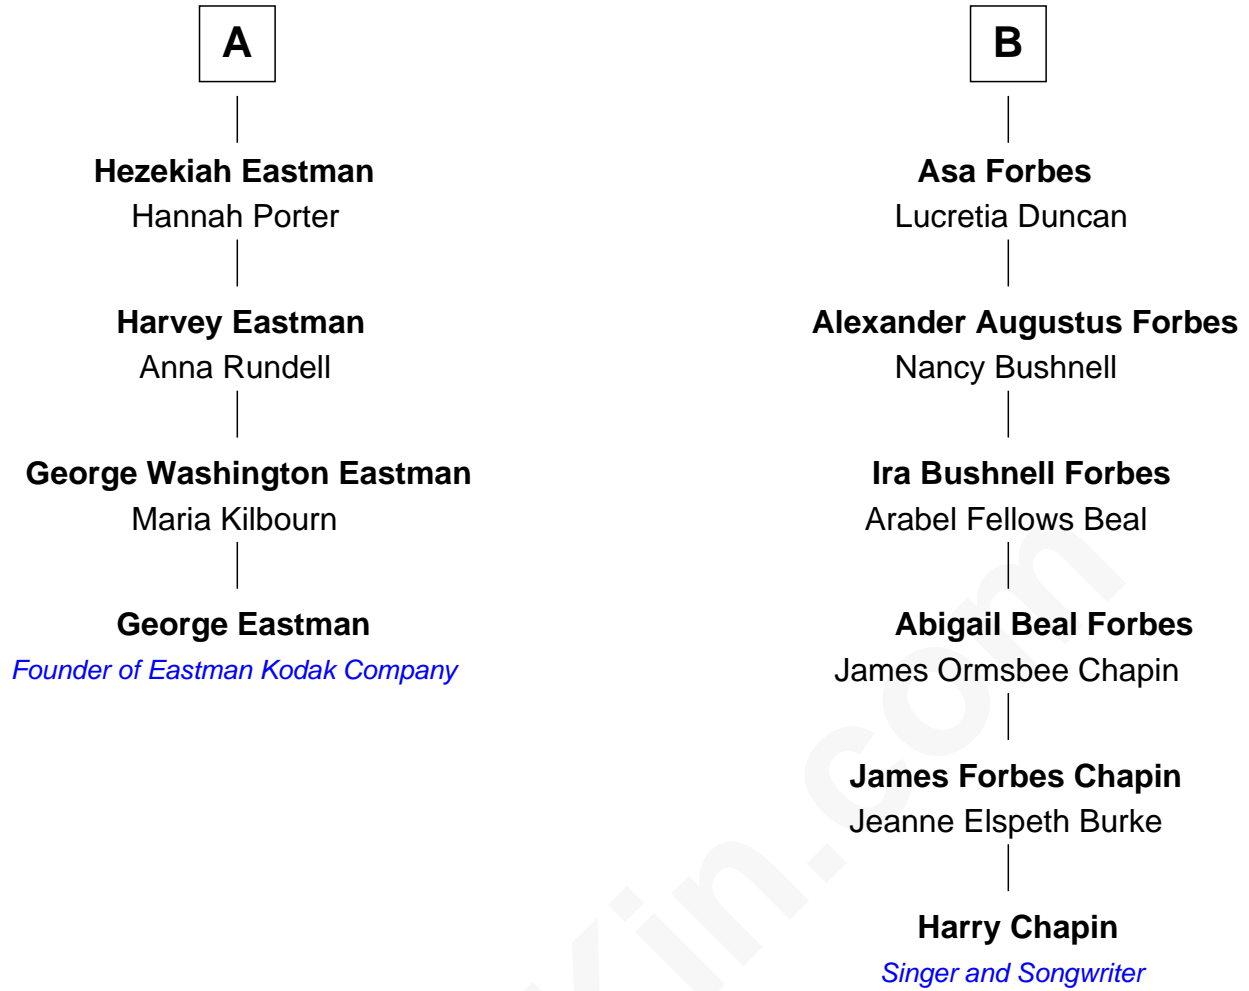 A
Hezekiah Eastman
Hannah Porter
Harvey Eastman
Anna Rundell
George Washington Eastman
Maria Kilbourn
George Eastman
Founder of Eastman Kodak Company
B
Asa Forbes
Lucretia Duncan
Alexander Augustus Forbes
Nancy Bushnell
Ira Bushnell Forbes
Arabel Fellows Beal
Abigail Beal Forbes
James Ormsbee Chapin
James Forbes Chapin
Jeanne Elspeth Burke
Harry Chapin
Singer and Songwriter